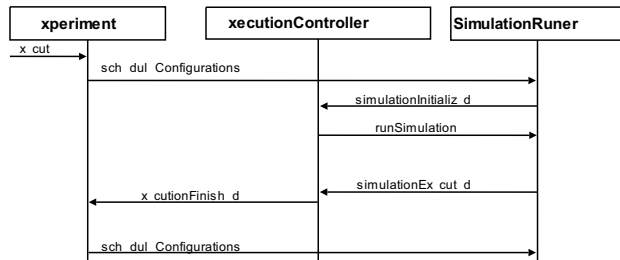 xperiment
xecutionController
SimulationRuner
x cut
sch dul Configurations
simulationInitializ d
runSimulation
simulationEx cut d
x cutionFinish d
sch dul Configurations